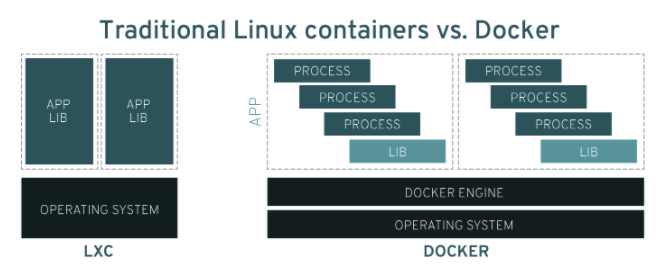 Traditional Linux containers vs. Docker
APP
LIB
APP
LIB
OPERATING SYSTEM
LXC
APP
PROCESS
PROCESS
PROCESS
LIB
PROCESS
PROCESS
PROCESS
LIB
DOCKER ENGINE
OPERATING SYSTEM
DOCKER